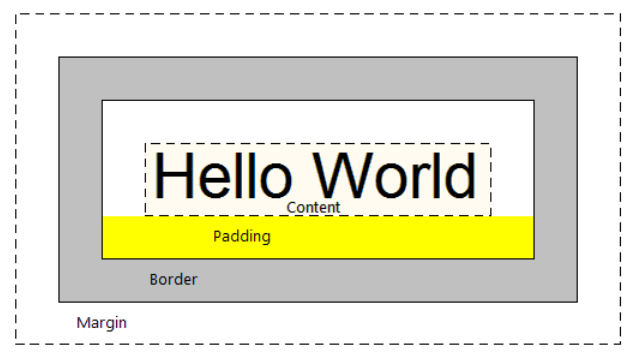 Hello World
Content
Padding
Border
Margin